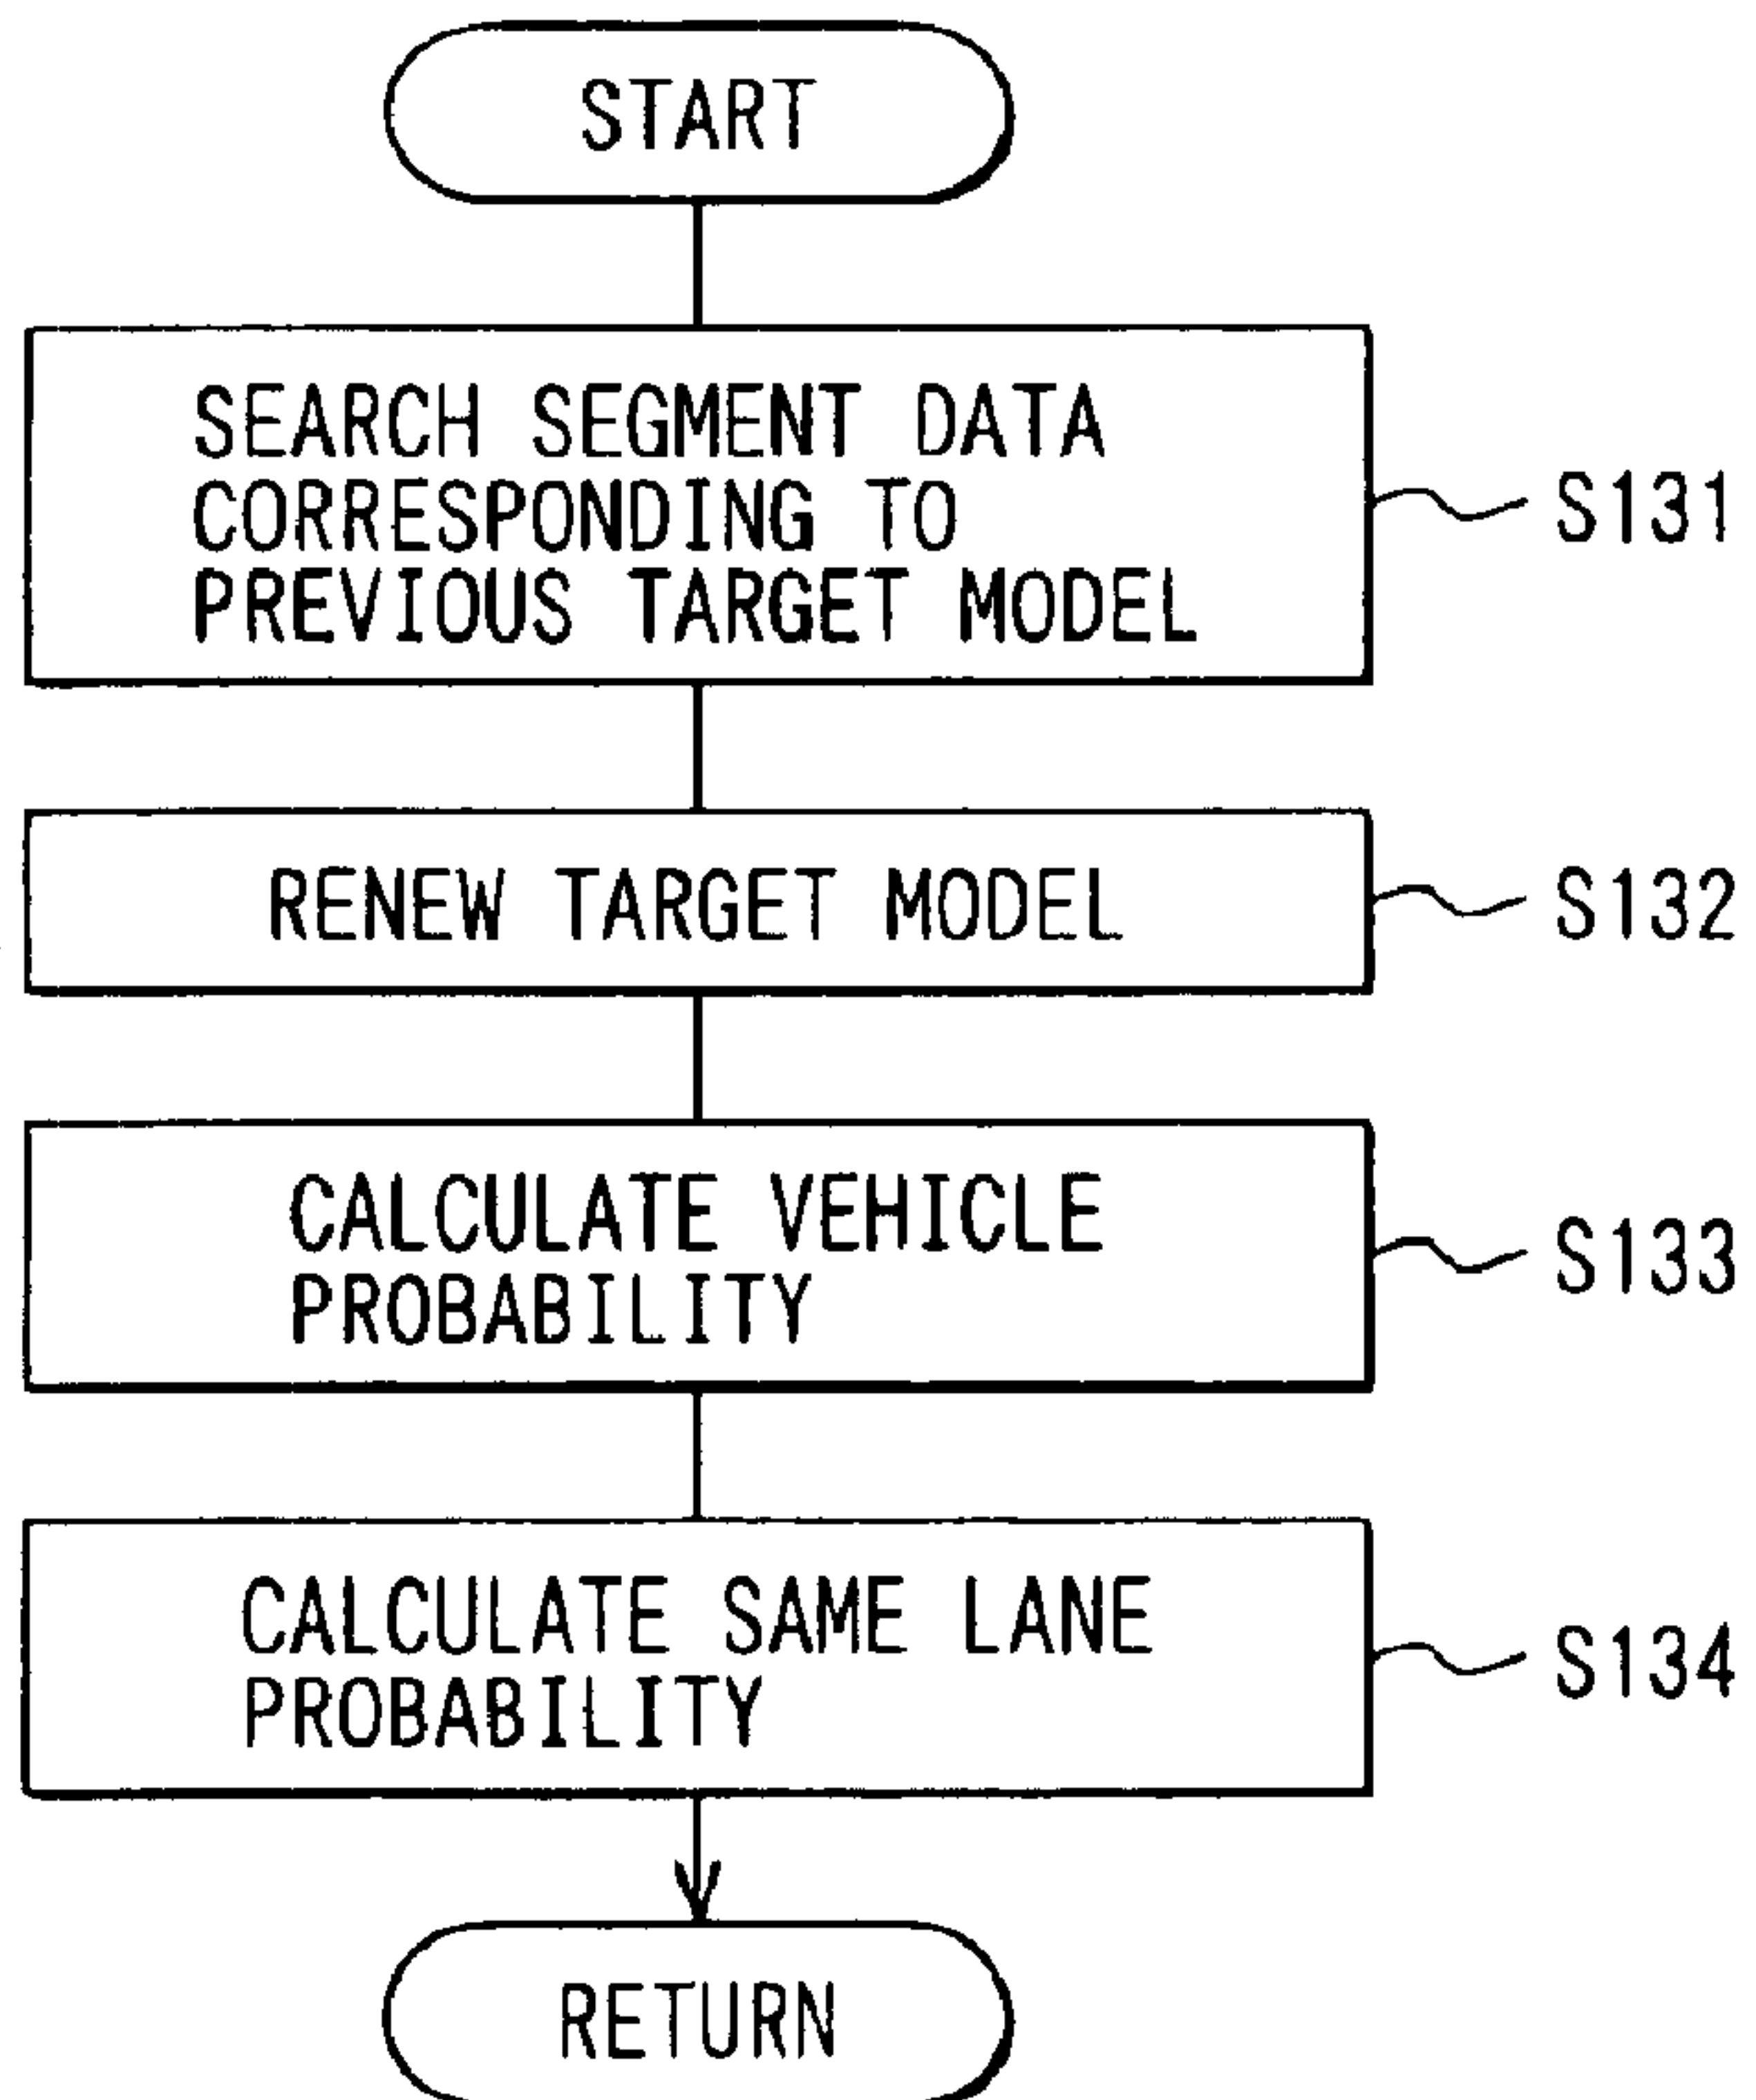 START
SEARCH SEGMENT DATA
CORRESPONDING TO
PREVIOUS TARGET MODEL
S131
RENEW TARGET MODEL
S132
CALCULATE VEHICLE
PROBABILITY
S133
CALCULATE SAME LANE
PROBABILITY
S134
RETURN